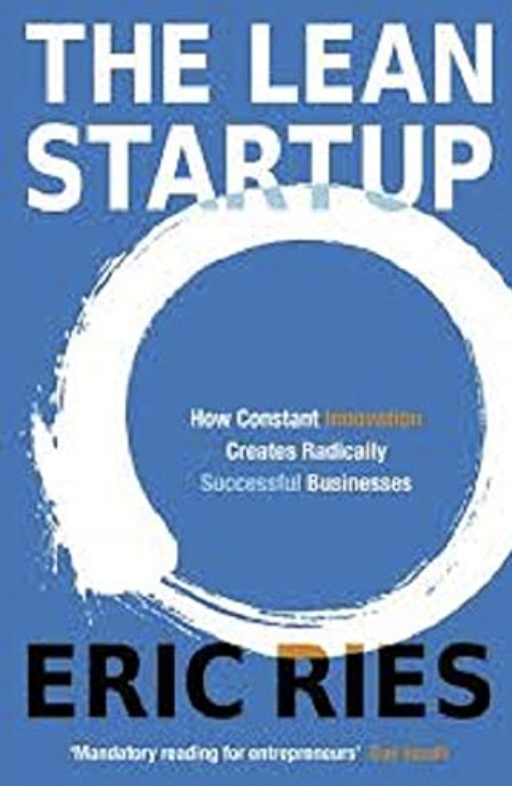 THE LEAN
STARTUP
How Constant Innovation
Creates Radically
Successful Businesses
ERIC RIES
'Mandatory reading for entrepreneurs'